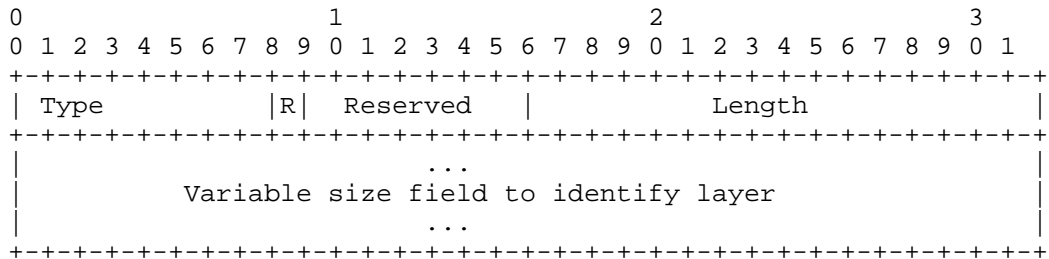 0                   1                   2                   3
0 1 2 3 4 5 6 7 8 9 0 1 2 3 4 5 6 7 8 9 0 1 2 3 4 5 6 7 8 9 0 1
+-+-+-+-+-+-+-+-+-+-+-+-+-+-+-+-+-+-+-+-+-+-+-+-+-+-+-+-+-+-+-+-+
| Type          |R|  Reserved   |           Length              |
+-+-+-+-+-+-+-+-+-+-+-+-+-+-+-+-+-+-+-+-+-+-+-+-+-+-+-+-+-+-+-+-+
|                         ...                                   |
|          Variable size field to identify layer                |
|                         ...                                   |
+-+-+-+-+-+-+-+-+-+-+-+-+-+-+-+-+-+-+-+-+-+-+-+-+-+-+-+-+-+-+-+-+